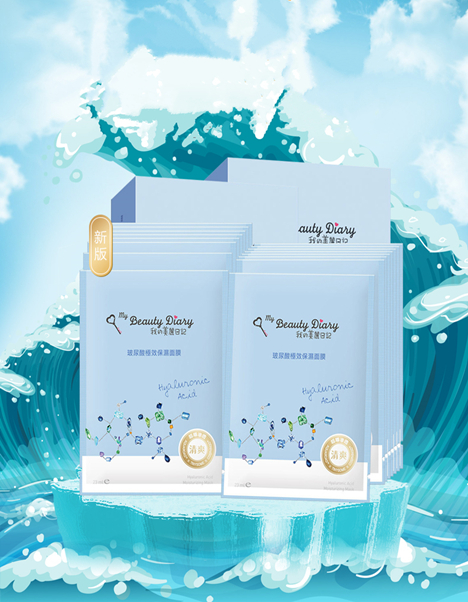 auty Diary
我的美麗日記
新版
My
Beauty Diary
我的美麗日記
玻尿酸極效保濕面膜
Hyaluronic
Acid
清爽
My
Beauty Diary
我的美麗日記
玻尿酸極效保濕面膜
Hyaluronic
Acid
清爽